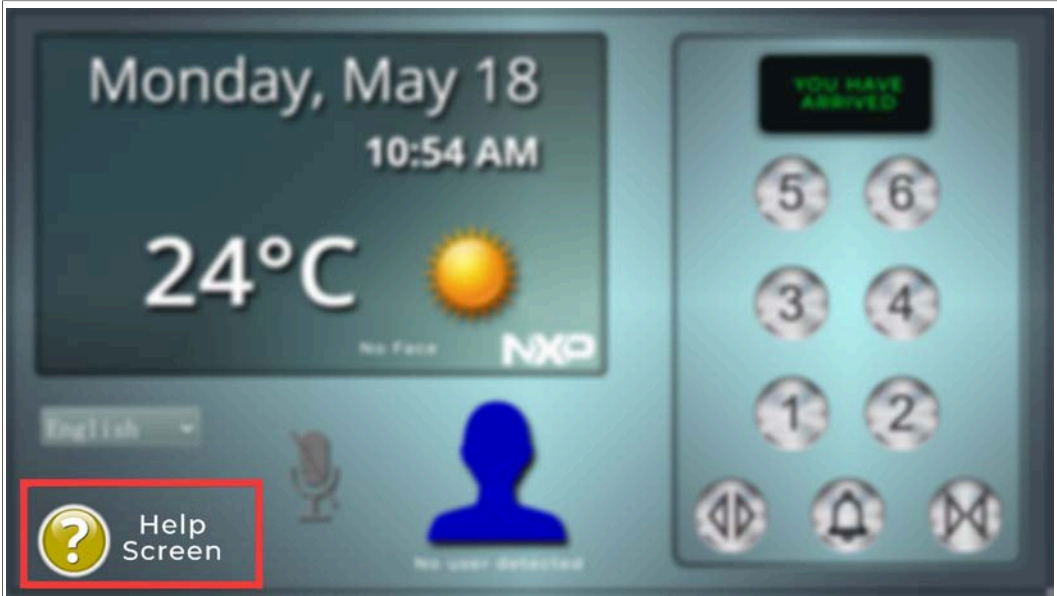 Monday, May 18
10:54 AM
24°C
No Face
NXP
English
Help
Screen
No user detected
YOU HAVE
ARRIVED
5 6
3 4
1 2